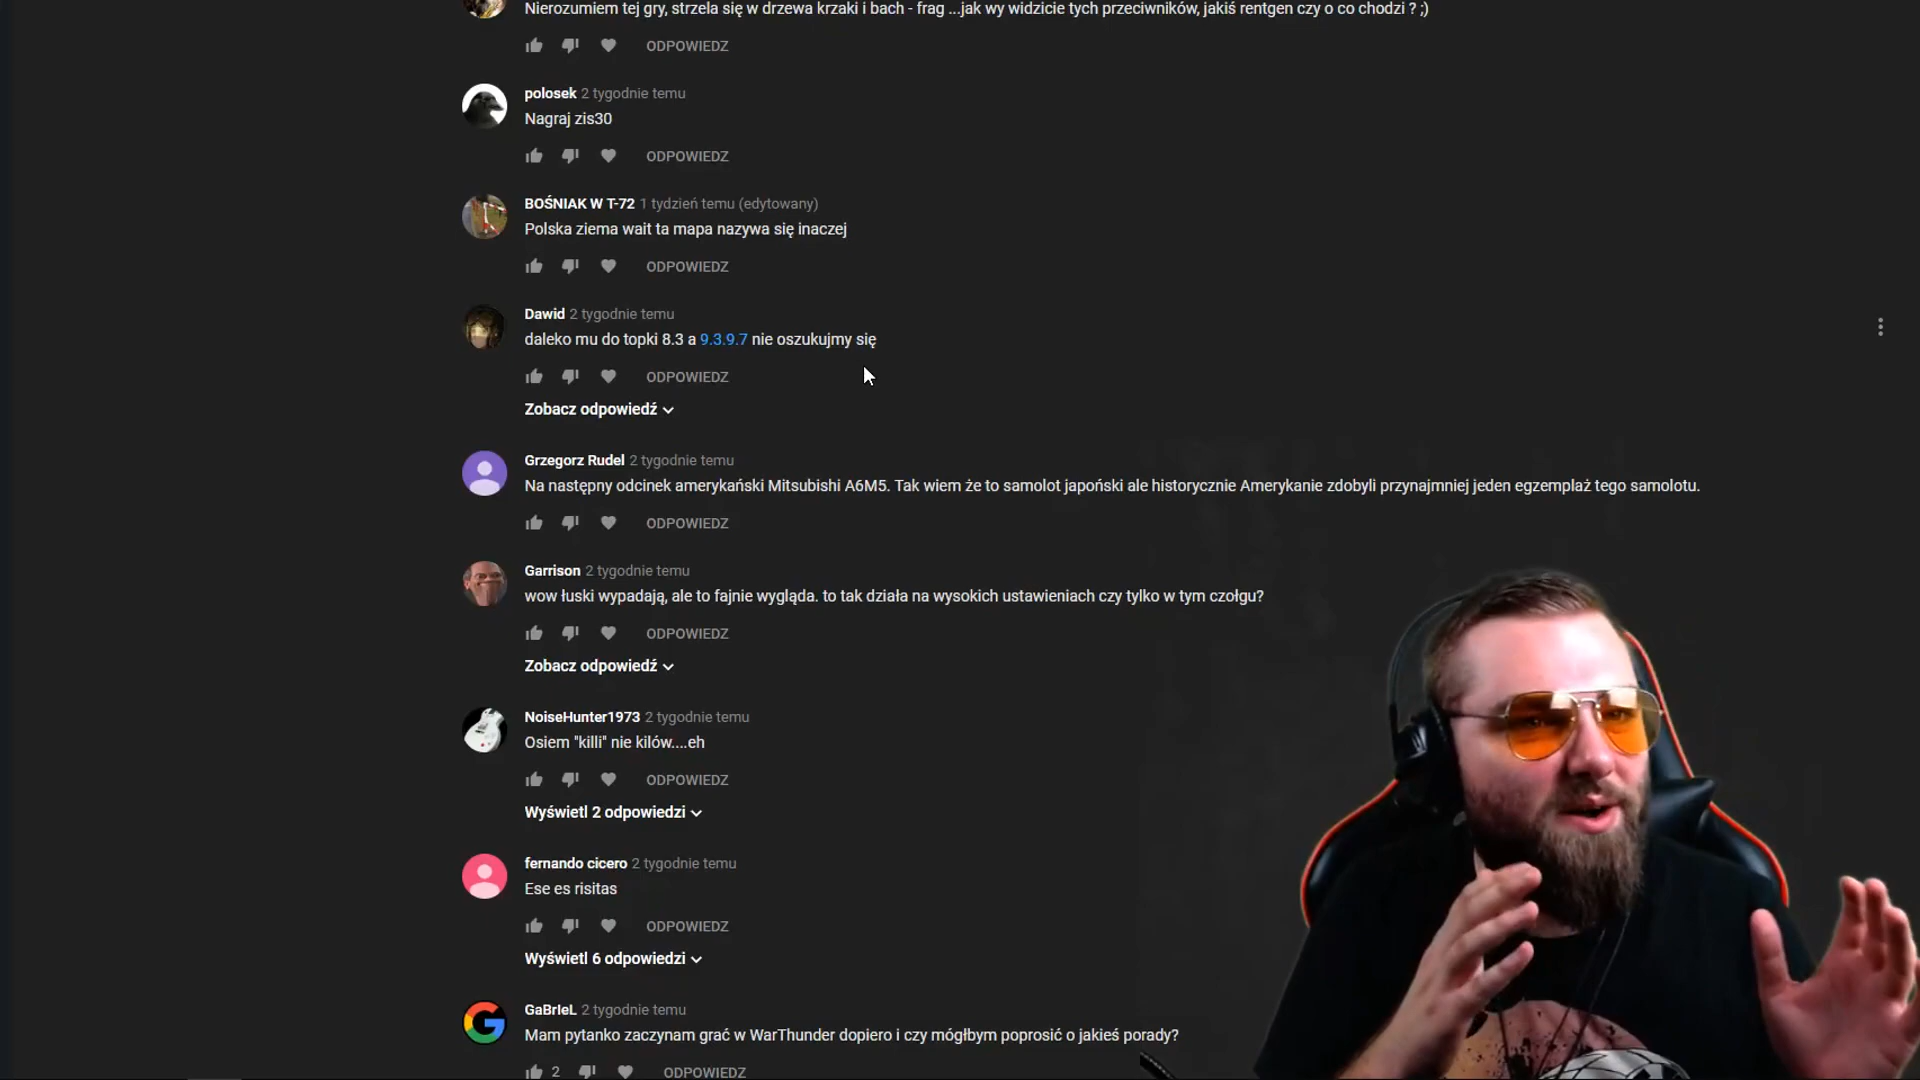 Nierozumiem tej gry, strzela się w drzewa krzaki i bach - frag ...jak wy widzicie tych przeciwników, jakiś rentgen czy o co chodzi ? ;)
ODPOWIEDZ
polosek 2 tygodnie temu
Nagraj zis30
ODPOWIEDZ
BOŚNIAK W T-72 1 tydzień temu (edytowany)
Polska ziema wait ta mapa nazywa się inaczej
ODPOWIEDZ
Dawid 2 tygodnie temu
daleko mu do topki 8.3 a 9.3.9.7 nie oszukujmy się
ODPOWIEDZ
Zobacz odpowiedź
Grzegorz Rudel 2 tygodnie temu
Na następny odcinek amerykański Mitsubishi A6M5. Tak wiem że to samolot japoński ale historycznie Amerykanie zdobyli przynajmniej jeden egzemplaż tego samolotu.
ODPOWIEDZ
Garrison 2 tygodnie temu
wow łuski wypadają, ale to fajnie wygląda. to tak działa na wysokich ustawieniach czy tylko w tym czołgu?
ODPOWIEDZ
Zobacz odpowiedź
NoiseHunter1973 2 tygodnie temu
Osiem "killi" nie kilów....eh
ODPOWIEDZ
Wyświetl 2 odpowiedzi
fernando cicero 2 tygodnie temu
Ese es risitas
ODPOWIEDZ
Wyświetl 6 odpowiedzi
GaBrIeL 2 tygodnie temu
Mam pytanko zaczynam grać w WarThunder dopiero i czy mógłbym poprosić o jakieś porady?
2 ODPOWIEDZ